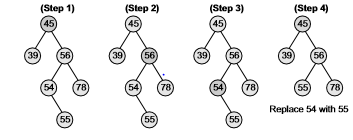 (Step 1) (Step 2) (Step 3) (Step 4)
45 45 45 45
39 56 39 56 39 56 39 56
54 78 54 78 54 78 55 78
55 55 55
Replace 54 with 55